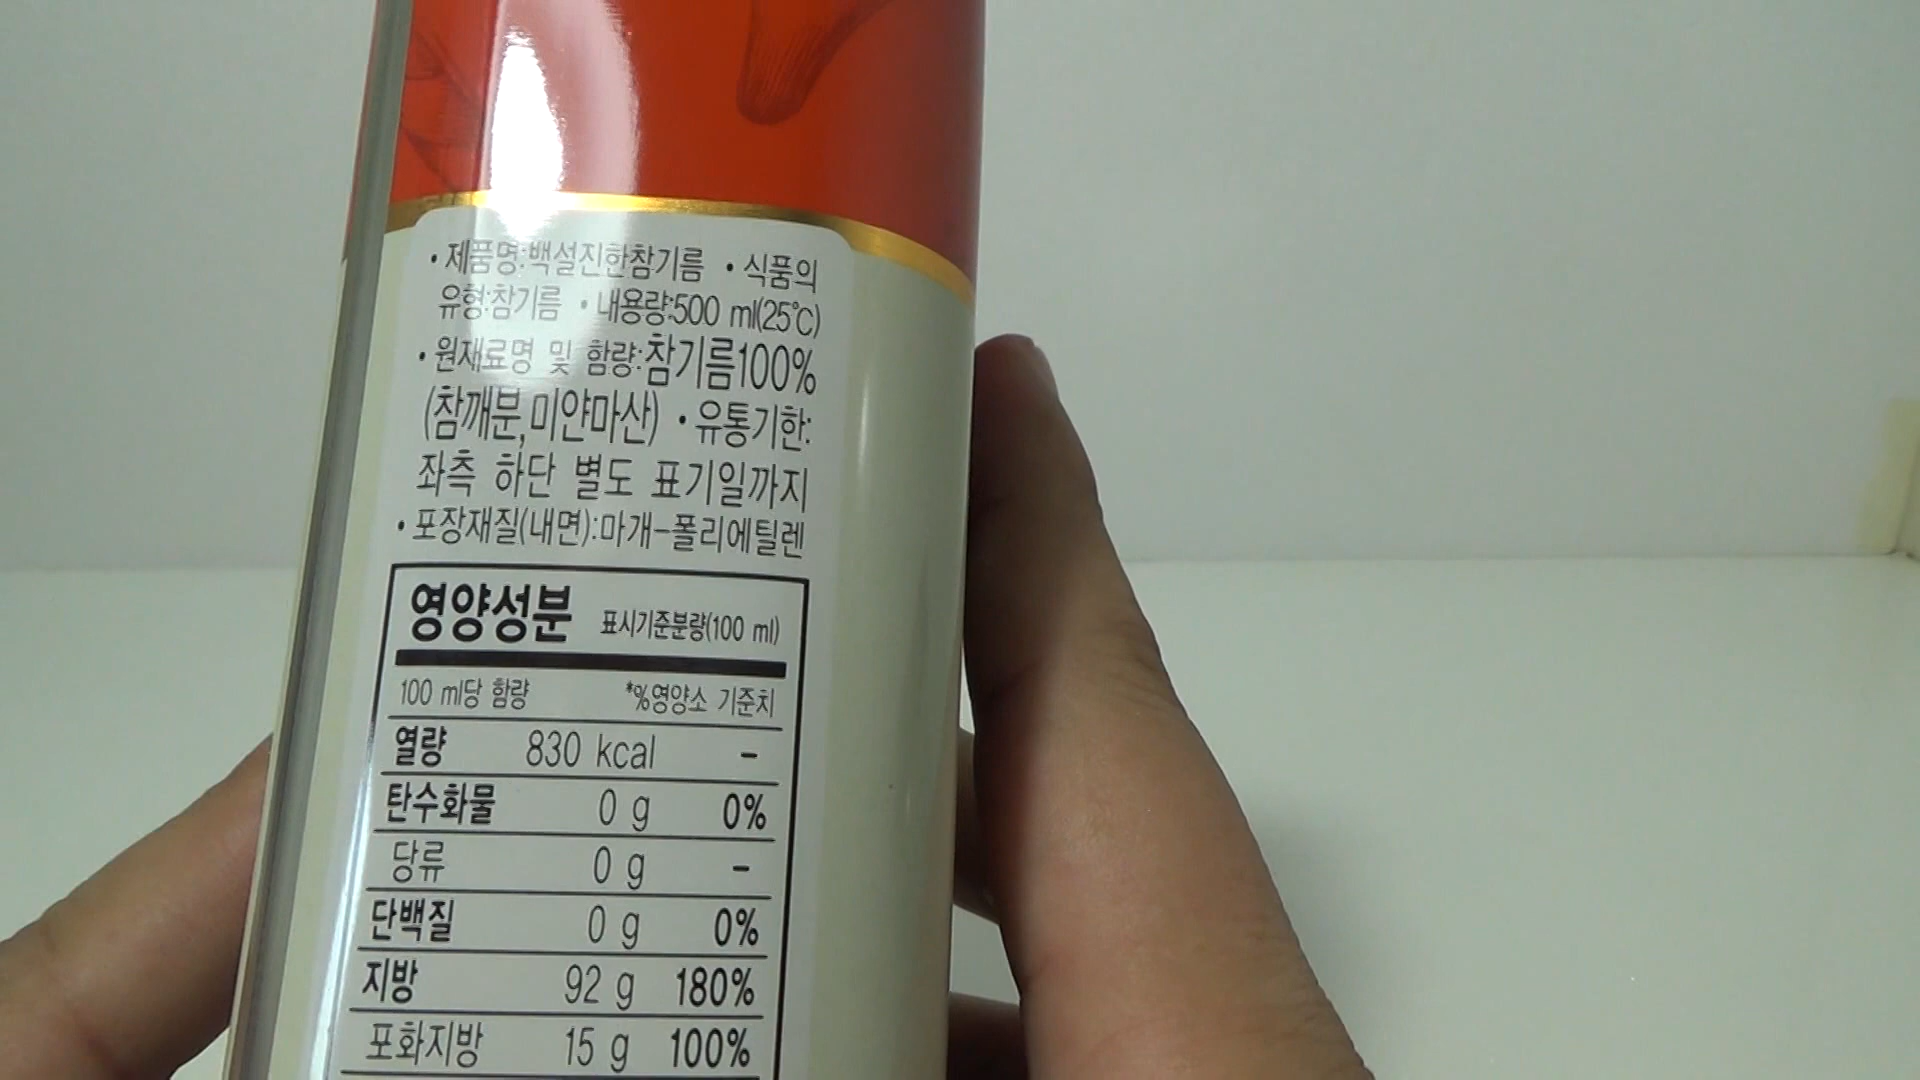 • 제품명:백설진한참기름 • 식품의
유형:참기름 • 내용량:500 ml(25℃)
• 원재료명 및 함량:참기름100%
(참깨분,미얀마산) • 유통기한:
좌측 하단 별도 표기일까지
• 포장재질(내면):마개-폴리에틸렌
영양성분 표시기준분량(100 ml)
100 ml당 함량 *%영양소 기준치
열량 830 kcal -
탄수화물 0 g 0%
당류 0 g -
단백질 0 g 0%
지방 92 g 180%
포화지방 15 g 100%